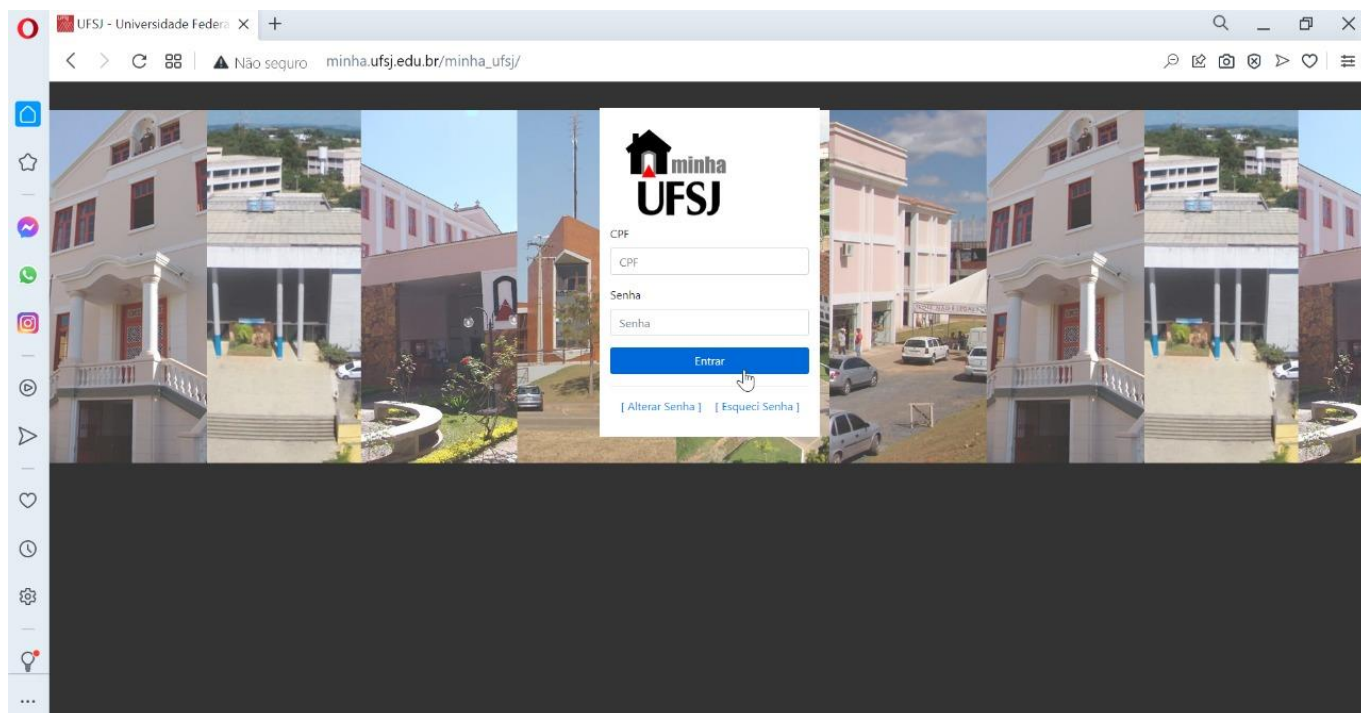 UFSJ - Universidade Federa
Não seguro minha.ufsj.edu.br/minha_ufsj/
minha
UFSJ
CPF
CPF
Senha
Senha
Entrar
[ Alterar Senha ] [ Esqueci Senha ]